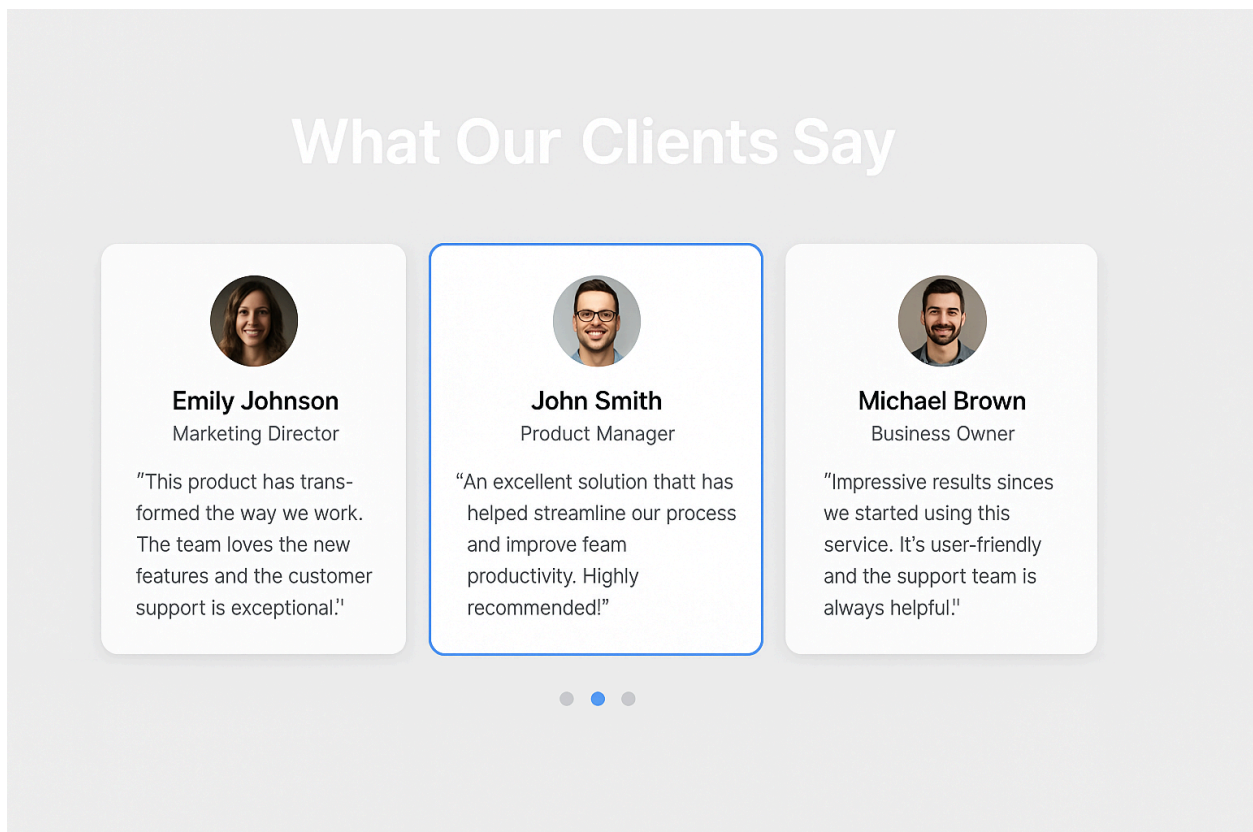 What Our Clients Say
Emily Johnson
Marketing Director
"This product has trans-
formed the way we work.
The team loves the new
features and the customer
support is exceptional."
John Smith
Product Manager
“An excellent solution thatt has
helped streamline our process
and improve feam
productivity. Highly
recommended!”
Michael Brown
Business Owner
"Impressive results sinces
we started using this
service. It’s user-friendly
and the support team is
always helpful."